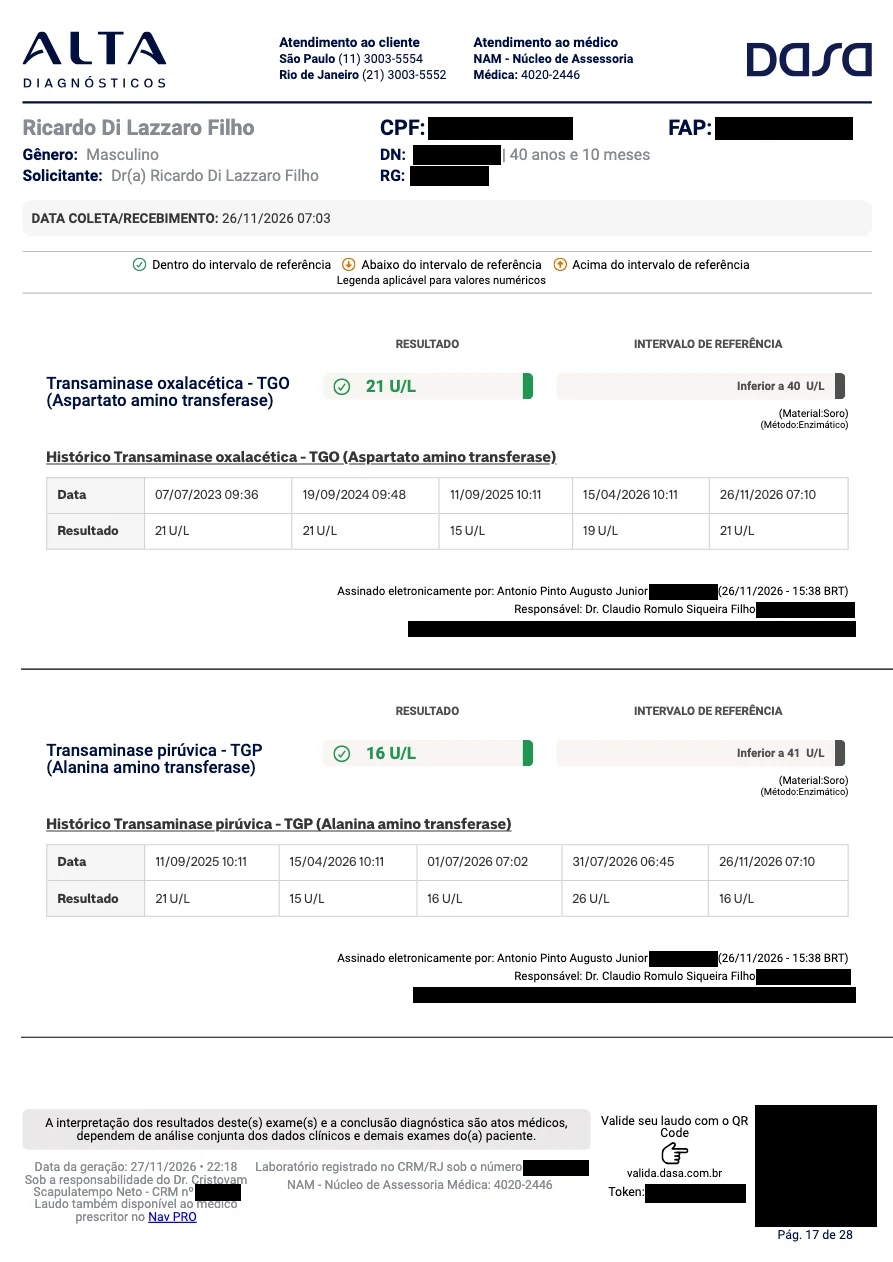 ALTA
DIAGNÓSTICOS
Atendimento ao cliente
São Paulo (11) 3003-5554
Rio de Janeiro (21) 3003-5552
Atendimento ao médico
NAM - Núcleo de Assessoria
Médica: 4020-2446
DASA
Ricardo Di Lazzaro Filho
CPF:
FAP:
Gênero: Masculino
DN: | 40 anos e 10 meses
Solicitante: Dr(a) Ricardo Di Lazzaro Filho
RG:
DATA COLETA/RECEBIMENTO: 26/11/2026 07:03
Dentro do intervalo de referência Abaixo do intervalo de referência Acima do intervalo de referência
Legenda aplicável para valores numéricos
RESULTADO INTERVALO DE REFERÊNCIA
Transaminase oxalacética - TGO
(Aspartato amino transferase)
21 U/L
Inferior a 40 U/L
(Material:Soro)
(Método:Enzimático)
Histórico Transaminase oxalacética - TGO (Aspartato amino transferase)
Data 07/07/2023 09:36 19/09/2024 09:48 11/09/2025 10:11 15/04/2026 10:11 26/11/2026 07:10
Resultado 21 U/L 21 U/L 15 U/L 19 U/L 21 U/L
Assinado eletronicamente por: Antonio Pinto Augusto Junior (26/11/2026 - 15:38 BRT)
Responsável: Dr. Claudio Romulo Siqueira Filho
RESULTADO INTERVALO DE REFERÊNCIA
Transaminase pirúvica - TGP
(Alanina amino transferase)
16 U/L
Inferior a 41 U/L
(Material:Soro)
(Método:Enzimático)
Histórico Transaminase pirúvica - TGP (Alanina amino transferase)
Data 11/09/2025 10:11 15/04/2026 10:11 01/07/2026 07:02 31/07/2026 06:45 26/11/2026 07:10
Resultado 21 U/L 15 U/L 16 U/L 26 U/L 16 U/L
Assinado eletronicamente por: Antonio Pinto Augusto Junior (26/11/2026 - 15:38 BRT)
Responsável: Dr. Claudio Romulo Siqueira Filho
A interpretação dos resultados deste(s) exame(s) e a conclusão diagnóstica são atos médicos,
dependem de análise conjunta dos dados clínicos e demais exames do(a) paciente.
Data da geração: 27/11/2026 • 22:18
Sob a responsabilidade do Dr. Cristovam
Scapulatempo Neto - CRM nº
Laudo também disponível ao médico
prescritor no Nav PRO
Laboratório registrado no CRM/RJ sob o número
NAM - Núcleo de Assessoria Médica: 4020-2446
Valide seu laudo com o QR
Code
valida.dasa.com.br
Token:
Pág. 17 de 28